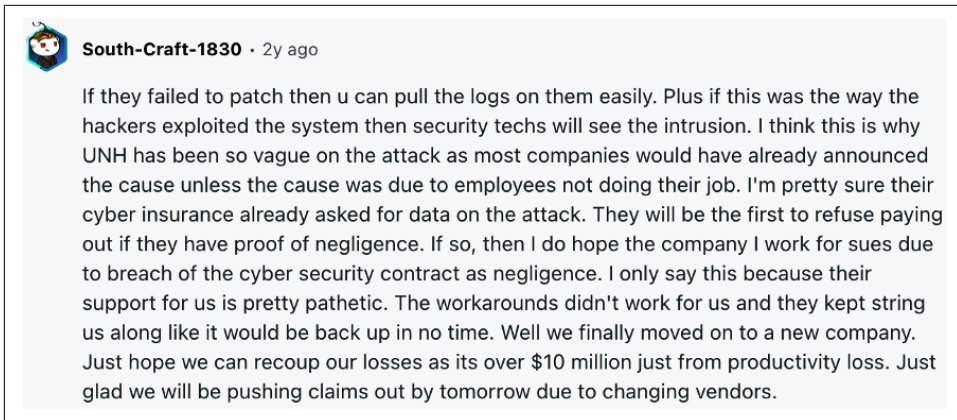 South-Craft-1830 · 2y ago
If they failed to patch then u can pull the logs on them easily. Plus if this was the way the
hackers exploited the system then security techs will see the intrusion. I think this is why
UNH has been so vague on the attack as most companies would have already announced
the cause unless the cause was due to employees not doing their job. I'm pretty sure their
cyber insurance already asked for data on the attack. They will be the first to refuse paying
out if they have proof of negligence. If so, then I do hope the company I work for sues due
to breach of the cyber security contract as negligence. I only say this because their
support for us is pretty pathetic. The workarounds didn't work for us and they kept string
us along like it would be back up in no time. Well we finally moved on to a new company.
Just hope we can recoup our losses as its over $10 million just from productivity loss. Just
glad we will be pushing claims out by tomorrow due to changing vendors.